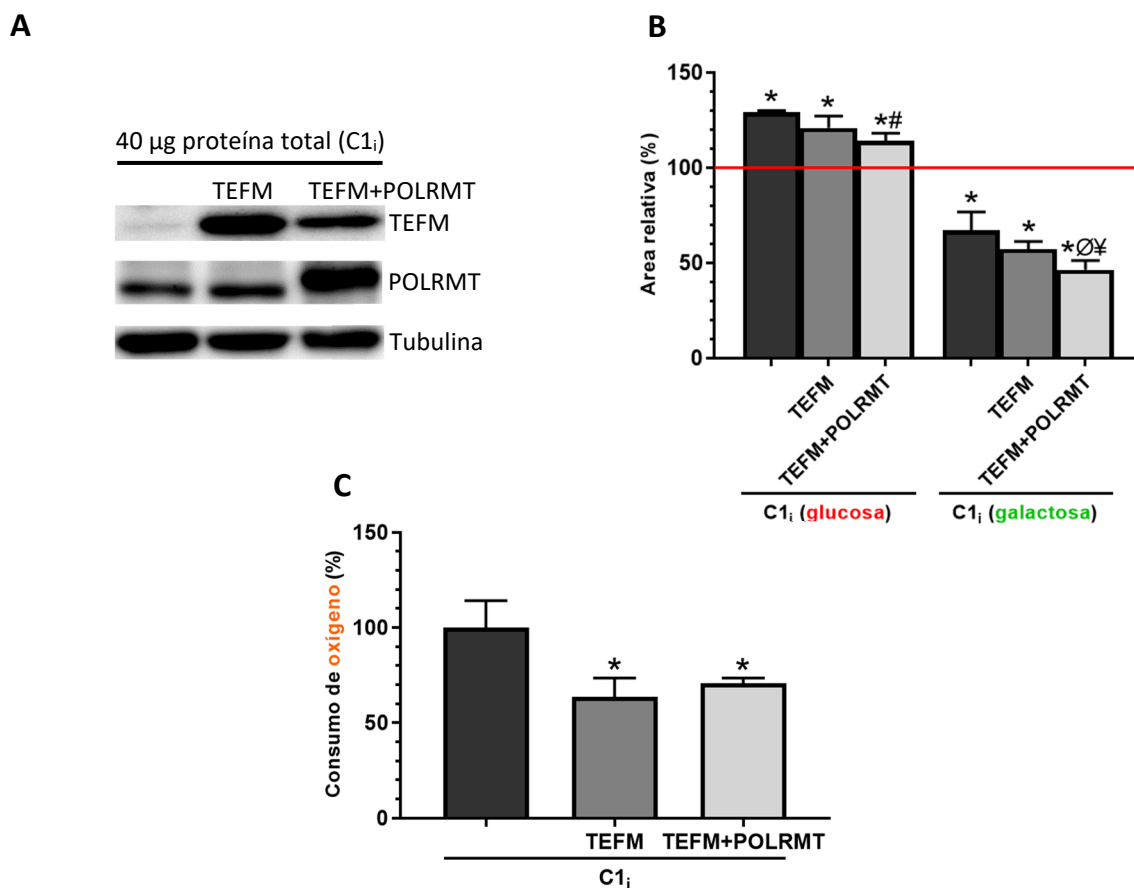 A
40 µg proteína total (C1i)
TEFM TEFM+POLRMT
TEFM
POLRMT
Tubulina
B
Area relativa (%)
150
100
50
0
* * *#
* * *Ø¥
TEFM
TEFM+POLRMT
TEFM
TEFM+POLRMT
C1i (glucosa) C1i (galactosa)
C
Consumo de oxígeno (%)
150
100
50
0
* *
TEFM TEFM+POLRMT
C1i